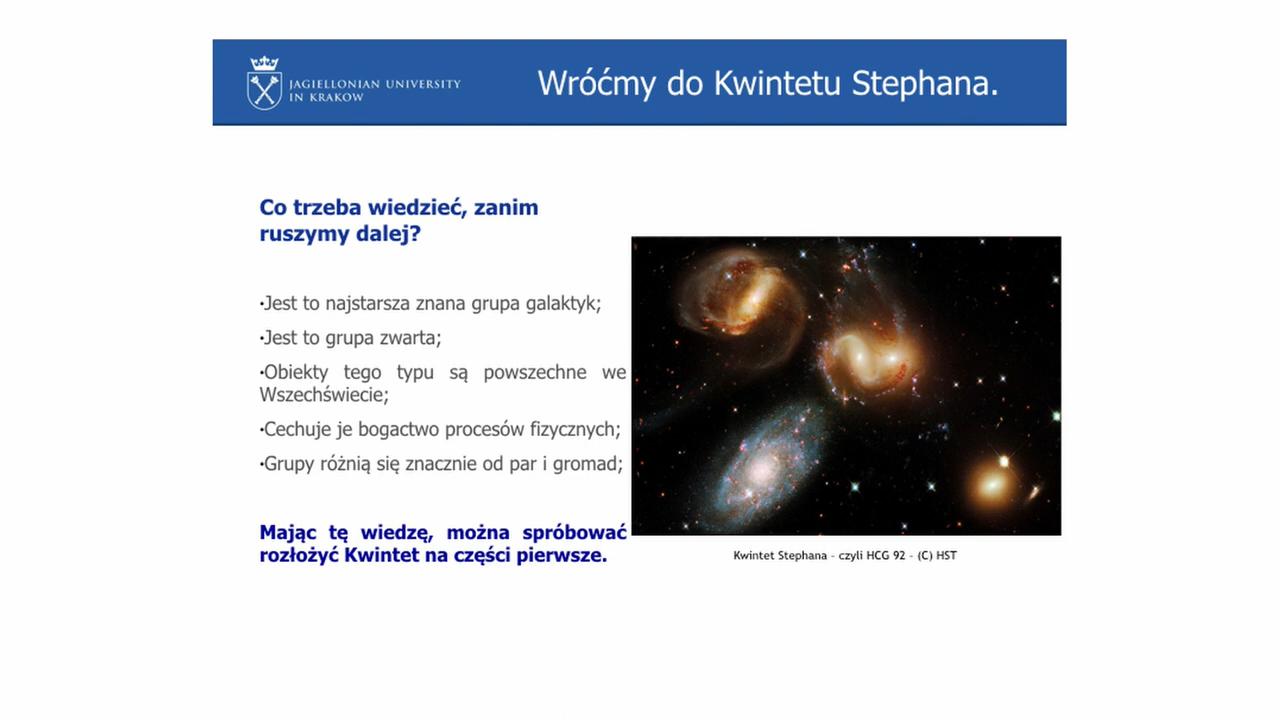 JAGIELLONIAN UNIVERSITY
IN KRAKOW
Wróćmy do Kwintetu Stephana.
Co trzeba wiedzieć, zanim
ruszymy dalej?
•Jest to najstarsza znana grupa galaktyk;
•Jest to grupa zwarta;
•Obiekty tego typu są powszechne we
Wszechświecie;
•Cechuje je bogactwo procesów fizycznych;
•Grupy różnią się znacznie od par i gromad;
Mając tę wiedzę, można spróbować
rozłożyć Kwintet na części pierwsze.
Kwintet Stephana - czyli HCG 92 - (C) HST